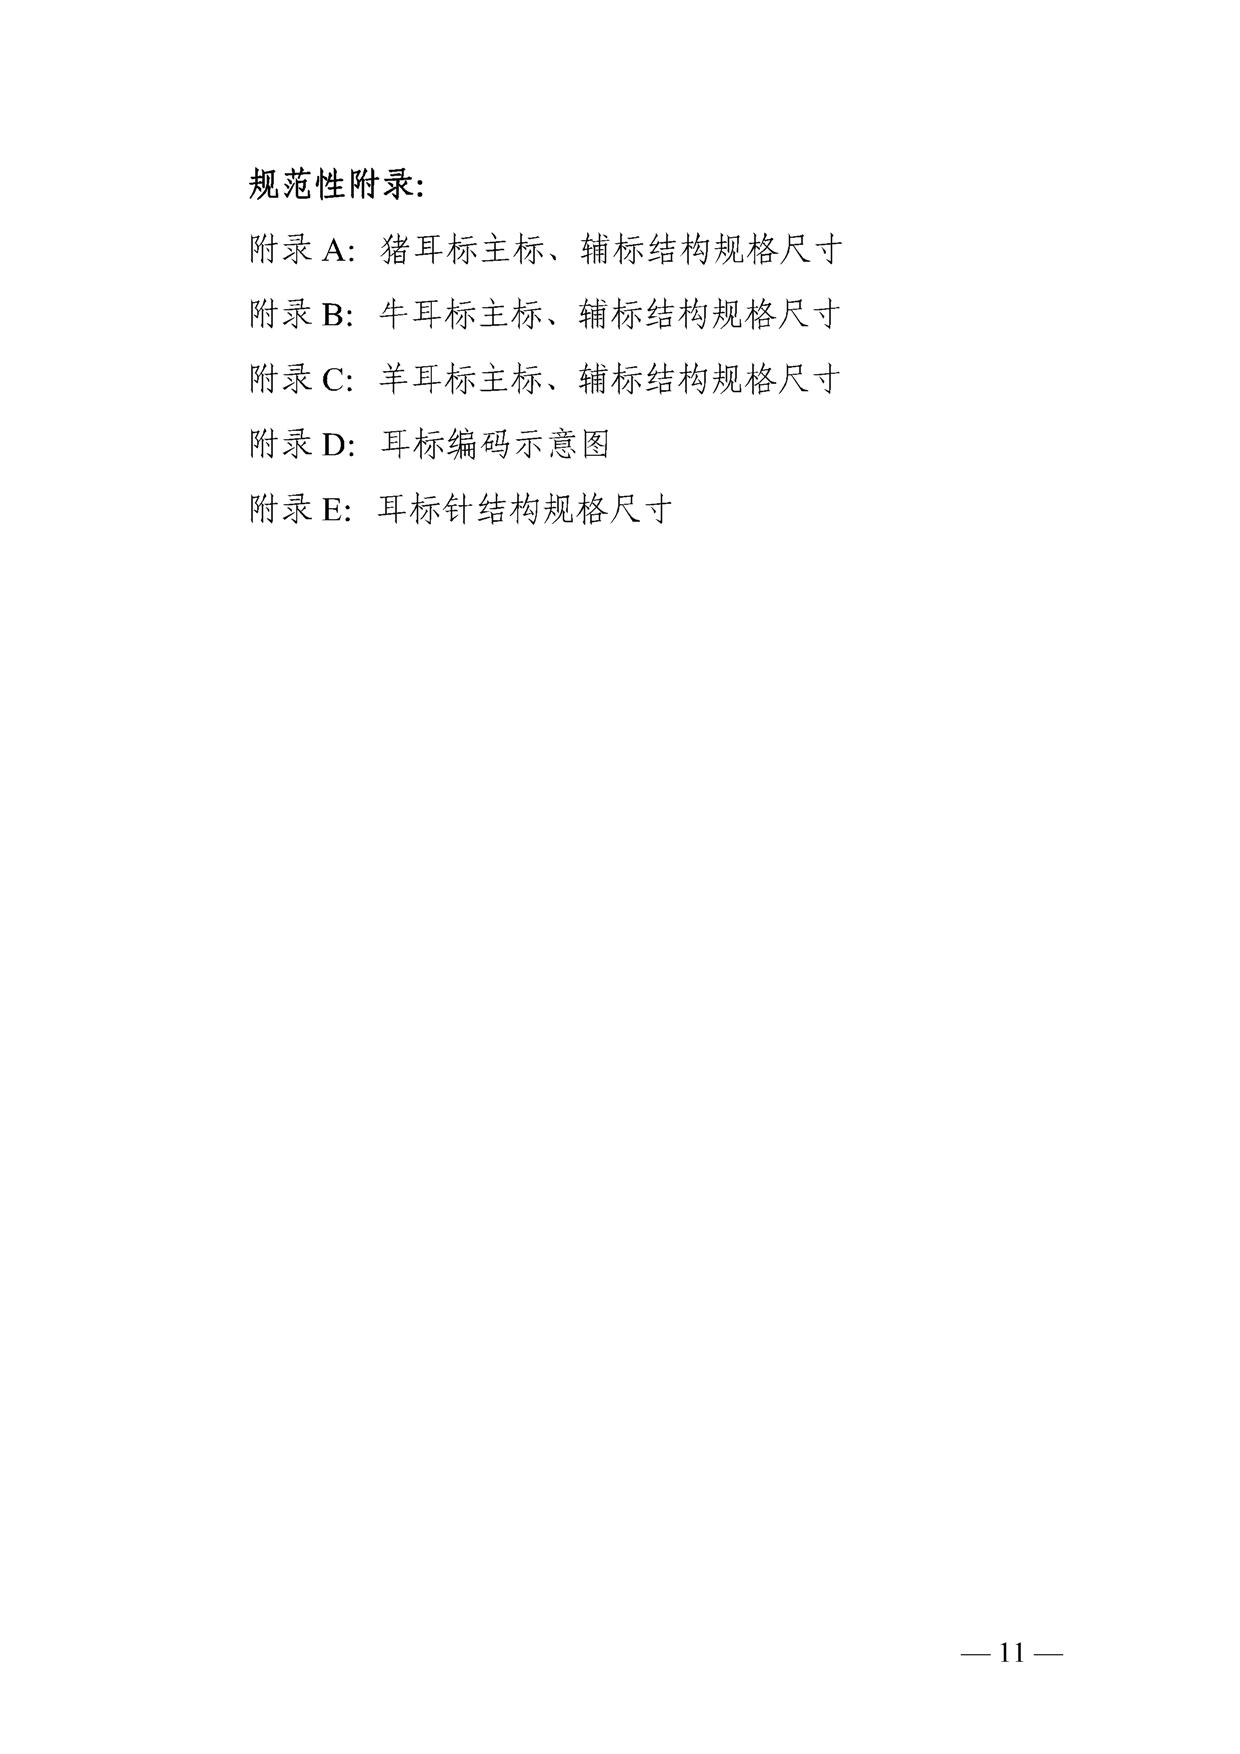 规范性附录:
附录 A: 猪耳标主标、辅标结构规格尺寸
附录 B: 牛耳标主标、辅标结构规格尺寸
附录 C: 羊耳标主标、辅标结构规格尺寸
附录 D: 耳标编码示意图
附录 E: 耳标针结构规格尺寸
— 11 —